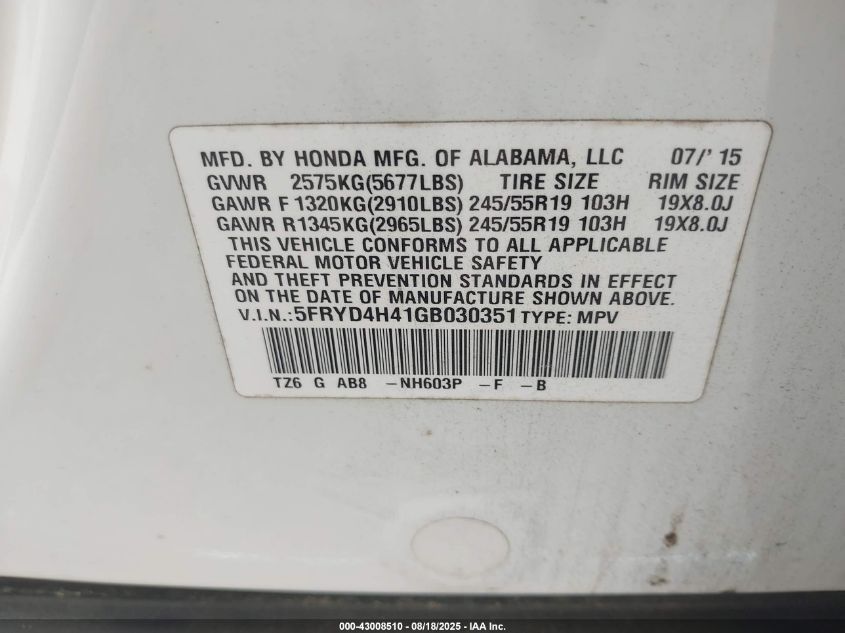 MFD. BY HONDA MFG. OF ALABAMA, LLC 07/'15
GVWR 2575KG(5677LBS) TIRE SIZE RIM SIZE
GAWR F 1320KG(2910LBS) 245/55R19 103H 19X8.0J
GAWR R1345KG(2965LBS) 245/55R19 103H 19X8.0J
THIS VEHICLE CONFORMS TO ALL APPLICABLE
FEDERAL MOTOR VEHICLE SAFETY
AND THEFT PREVENTION STANDARDS IN EFFECT
ON THE DATE OF MANUFACTURE SHOWN ABOVE.
V.I.N.:5FRYD4H41GB030351 TYPE: MPV
TZ6 G AB8 -NH603P -F -B
000-43008510 - 08/18/2025 - IAA Inc.